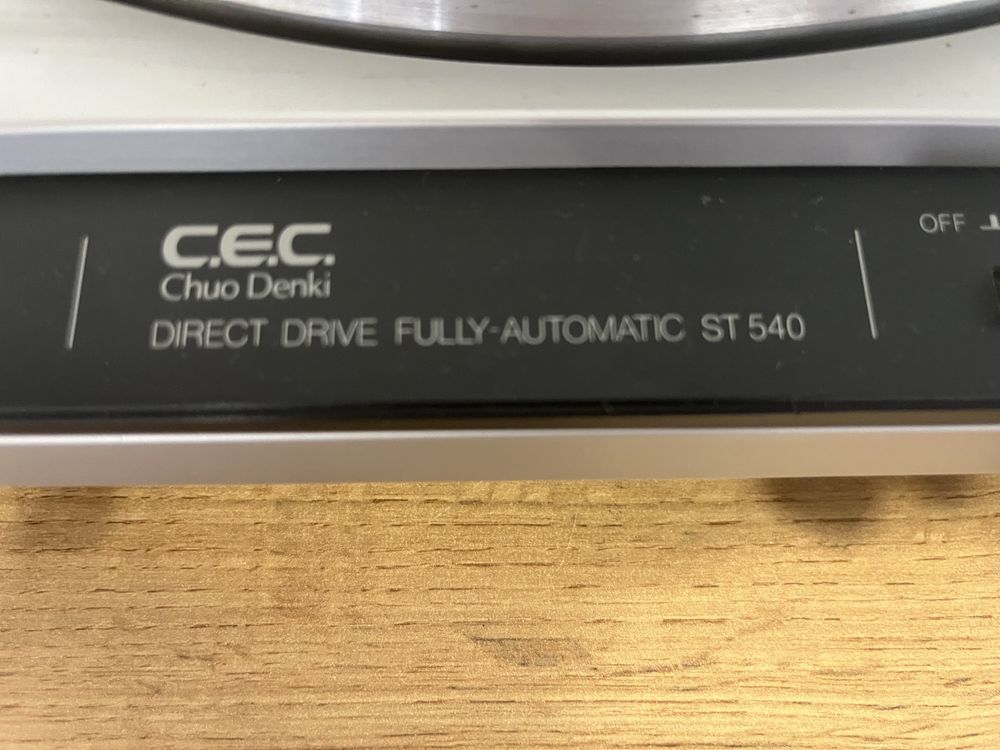 C.E.C.
Chuo Denki
DIRECT DRIVE FULLY-AUTOMATIC ST 540
OFF